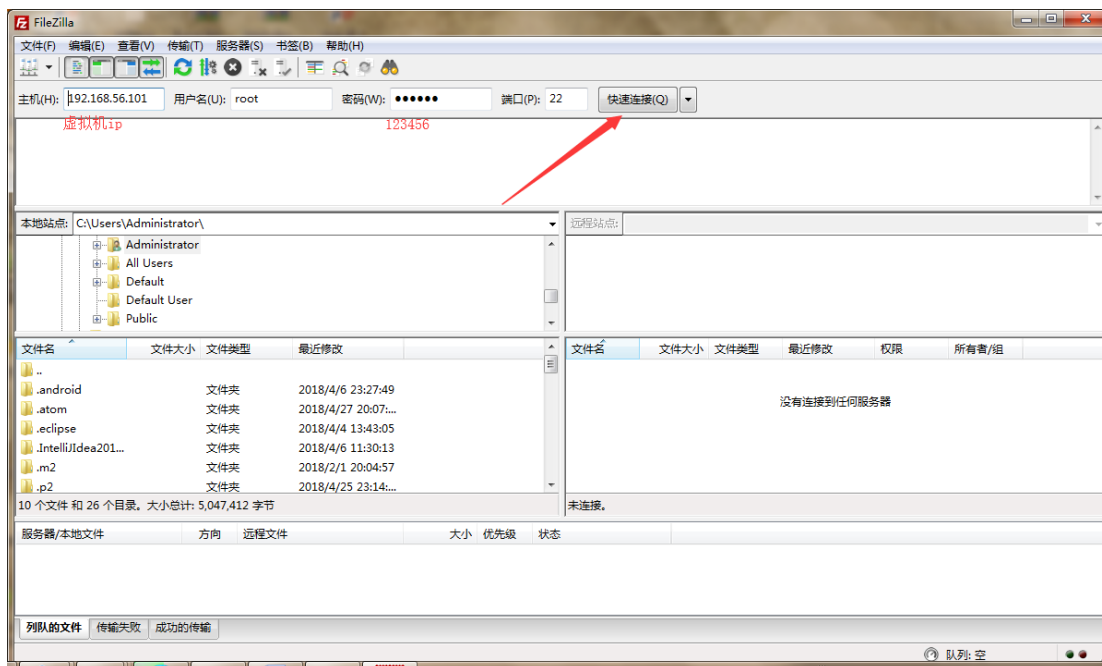 FileZilla
文件(F) 编辑(E) 查看(V) 传输(T) 服务器(S) 书签(B) 帮助(H)
主机(H): 192.168.56.101 用户名(U): root 密码(W): ●●●●●● 端口(P): 22 快速连接(Q)
虚拟机ip 123456
本地站点: C:\Users\Administrator\ 远程站点:
Administrator
All Users
Default
Default User
Public
文件名 文件大小 文件类型 最近修改 文件名 文件大小 文件类型 最近修改 权限 所有者/组
..
.android 文件夹 2018/4/6 23:27:49
没有连接到任何服务器
.atom 文件夹 2018/4/27 20:07:...
.eclipse 文件夹 2018/4/4 13:43:05
.IntelliJIdea201... 文件夹 2018/4/6 11:30:13
.m2 文件夹 2018/2/1 20:04:57
.p2 文件夹 2018/4/25 23:14:...
10 个文件 和 26 个目录。大小总计: 5,047,412 字节 未连接。
服务器/本地文件 方向 远程文件 大小 优先级 状态
列队的文件 传输失败 成功的传输
队列: 空